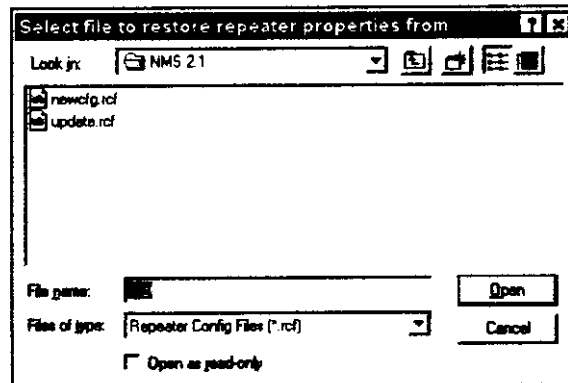 Select file to restore repeater properties from
Look in: NMS 2.1
newcfg.rcf
update.rcf
File name:
Open
Files of type: Repeater Config Files (*.rcf)
Cancel
Open as read-only